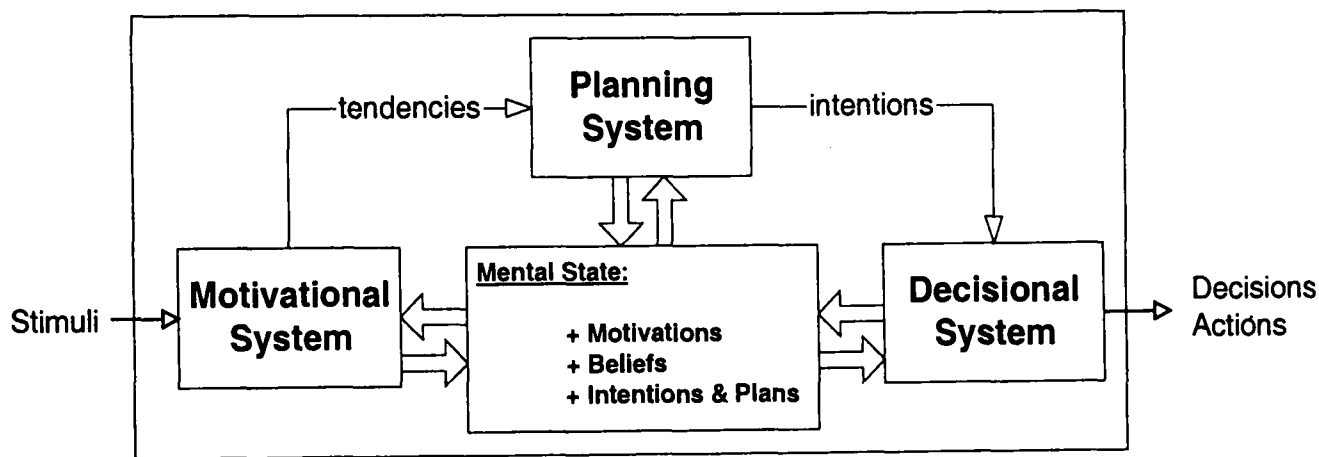 Planning
System
tendencies
intentions
Stimuli
Motivational
System
Mental State:
+ Motivations
+ Beliefs
+ Intentions & Plans
Decisional
System
Decisions
Actions